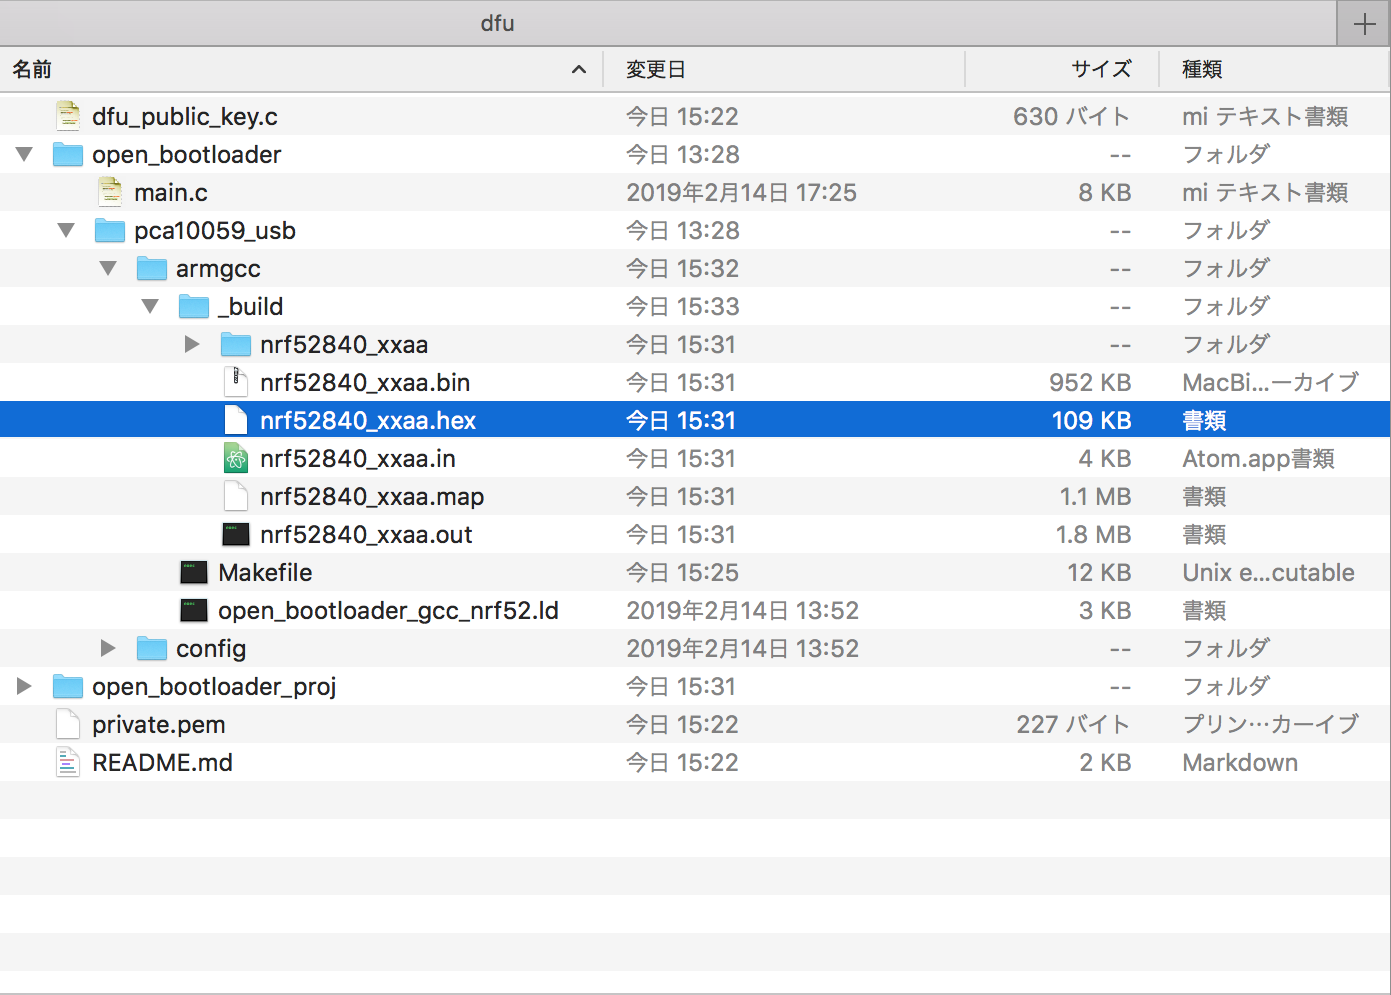 dfu
名前 変更日 サイズ 種類
dfu_public_key.c 今日 15:22 630 バイト mi テキスト書類
open_bootloader 今日 13:28 -- フォルダ
main.c 2019年2月14日 17:25 8 KB mi テキスト書類
pca10059_usb 今日 13:28 -- フォルダ
armgcc 今日 15:32 -- フォルダ
_build 今日 15:33 -- フォルダ
nrf52840_xxaa 今日 15:31 -- フォルダ
nrf52840_xxaa.bin 今日 15:31 952 KB MacBi...ーカイブ
nrf52840_xxaa.hex 今日 15:31 109 KB 書類
nrf52840_xxaa.in 今日 15:31 4 KB Atom.app書類
nrf52840_xxaa.map 今日 15:31 1.1 MB 書類
nrf52840_xxaa.out 今日 15:31 1.8 MB 書類
Makefile 今日 15:25 12 KB Unix e...cutable
open_bootloader_gcc_nrf52.ld 2019年2月14日 13:52 3 KB 書類
config 2019年2月14日 13:52 -- フォルダ
open_bootloader_proj 今日 15:31 -- フォルダ
private.pem 今日 15:22 227 バイト プリン…カーイブ
README.md 今日 15:22 2 KB Markdown